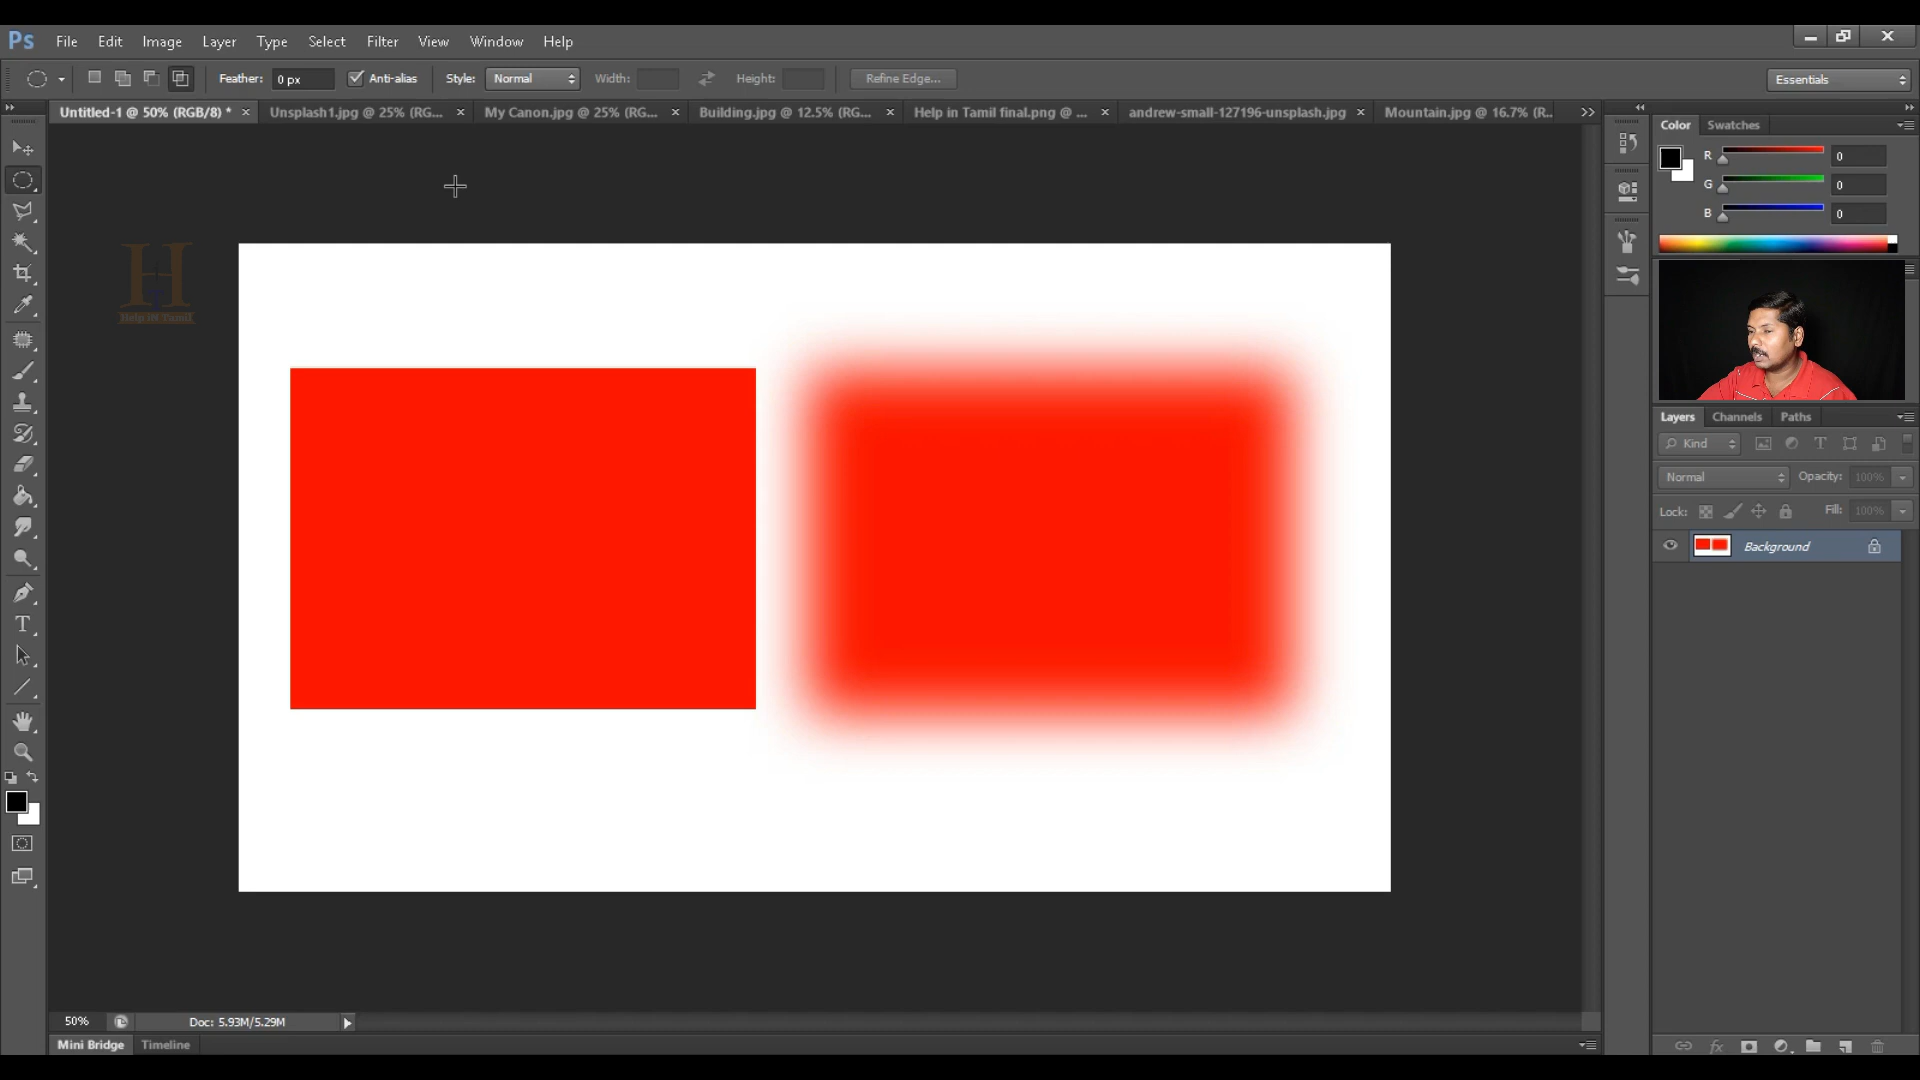 Ps File Edit Image Layer Type Select Filter View Window Help
Feather: 0 px Anti-alias Style: Normal Width: Height: Refine Edge... Essentials
Untitled-1 @ 50% (RGB/8) * × Unsplash1.jpg @ 25% (RG... × My Canon.jpg @ 25% (RG... × Building.jpg @ 12.5% (RG... × Help in Tamil final.png @ ... × andrew-small-127196-unsplash.jpg × Mountain.jpg @ 16.7% (R...
Color Swatches
R 0
G 0
B 0
H
Help in Tamil
Layers Channels Paths
Kind
Normal Opacity: 100%
Lock: Fill: 100%
Background
50% Doc: 5.93M/5.29M
Mini Bridge Timeline